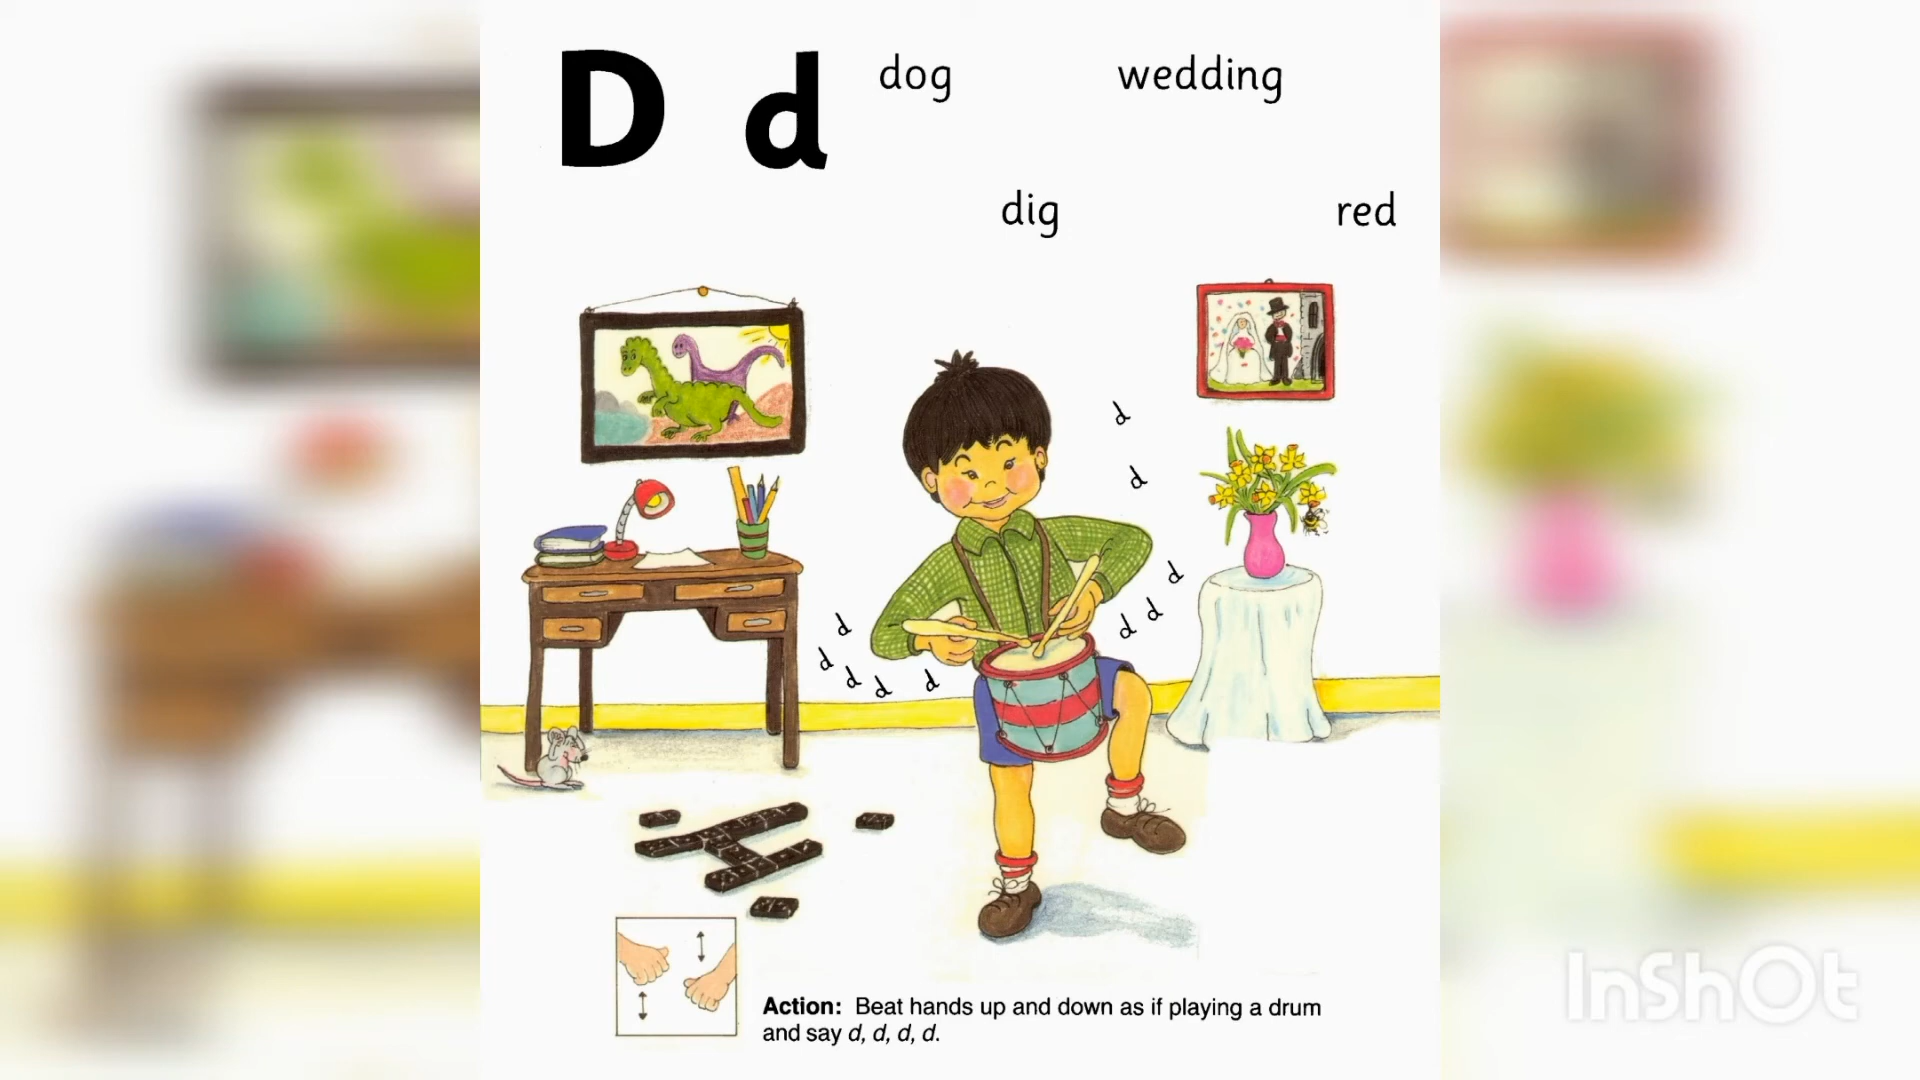 D d
dog
wedding
dig
red
d
d
d
d
d
d
d
d
d
d
Action: Beat hands up and down as if playing a drum
and say d, d, d, d.
InShOt